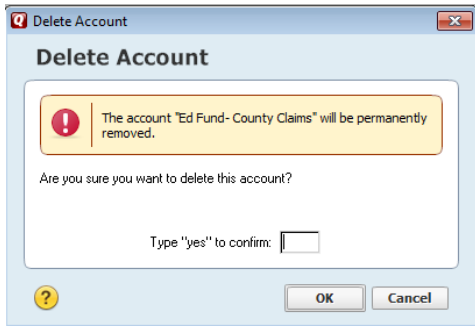 Delete Account
Delete Account
The account "Ed Fund- County Claims" will be permanently
removed.
Are you sure you want to delete this account?
Type "yes" to confirm:
OK Cancel